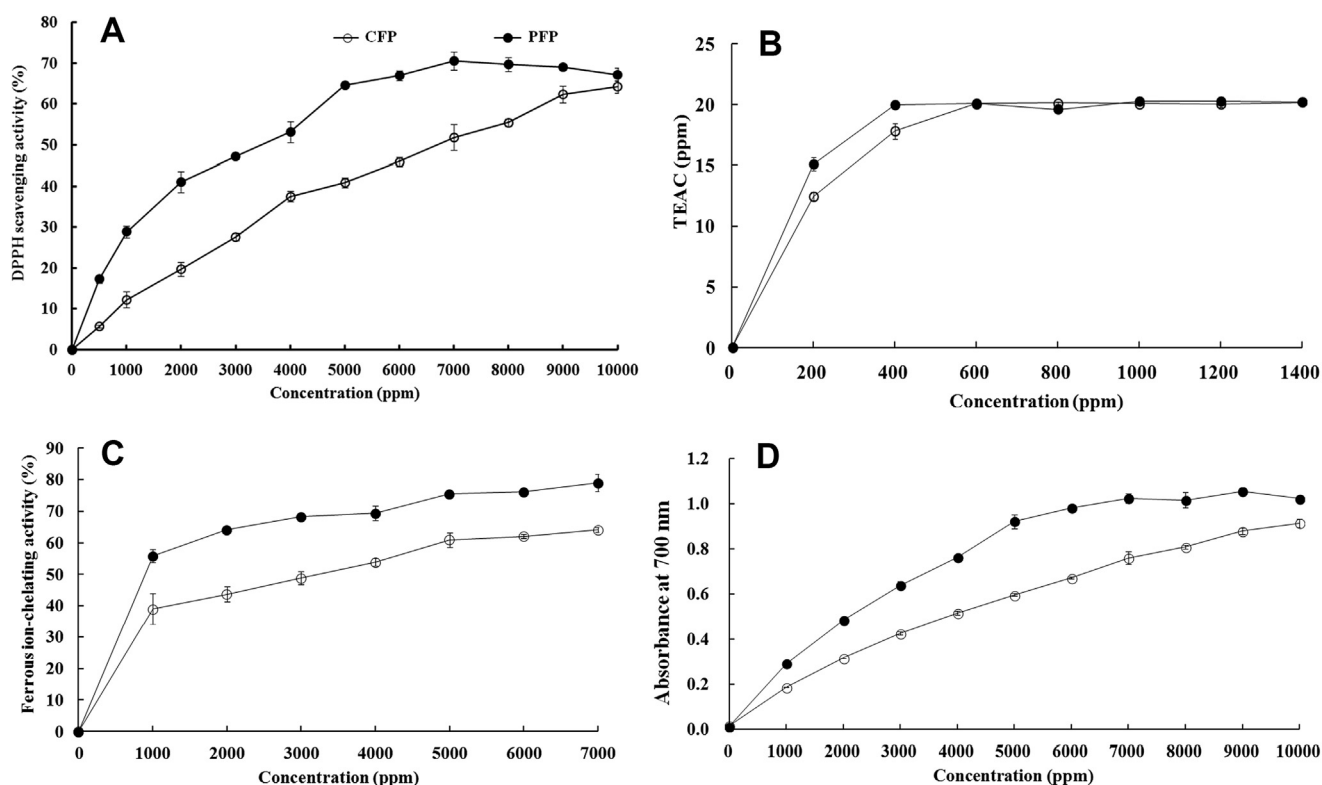 A
CFP
PFP
DPPH scavenging activity (%)
80
70
60
50
40
30
20
10
0
0 1000 2000 3000 4000 5000 6000 7000 8000 9000 10000
Concentration (ppm)
B
TEAC (ppm)
25
20
15
10
5
0
0 200 400 600 800 1000 1200 1400
Concentration (ppm)
C
Ferrous ion-chelating activity (%)
90
80
70
60
50
40
30
20
10
0
0 1000 2000 3000 4000 5000 6000 7000
Concentration (ppm)
D
Absorbance at 700 nm
1.2
1.0
0.8
0.6
0.4
0.2
0.0
0 1000 2000 3000 4000 5000 6000 7000 8000 9000 10000
Concentration (ppm)